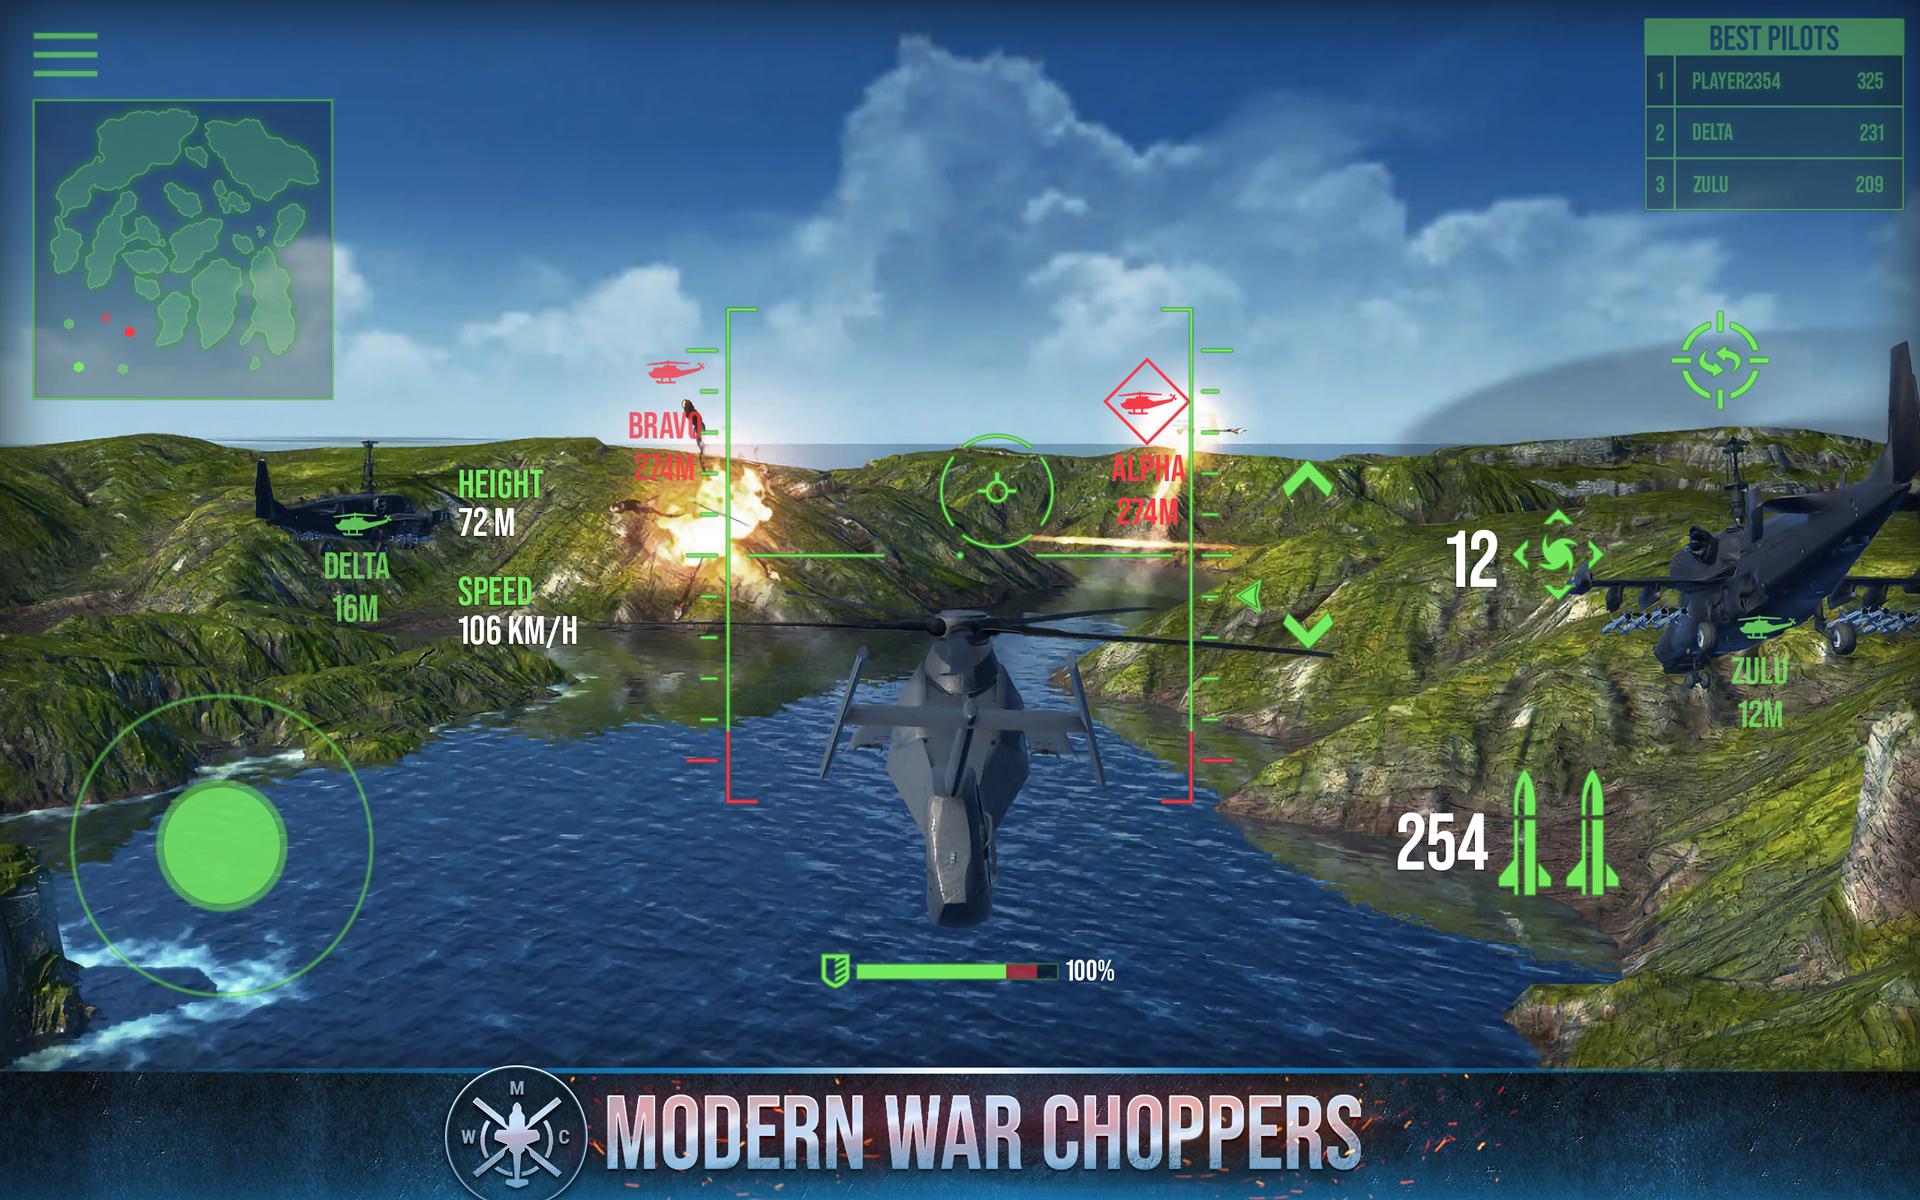 BEST PILOTS
1 PLAYER2354 325
2 DELTA 231
3 ZULU 209
BRAVO
274M
ALPHA
274M
HEIGHT
72 M
DELTA
16M
SPEED
106 KM/H
12
ZULU
12M
254
100%
M
W C
MODERN WAR CHOPPERS